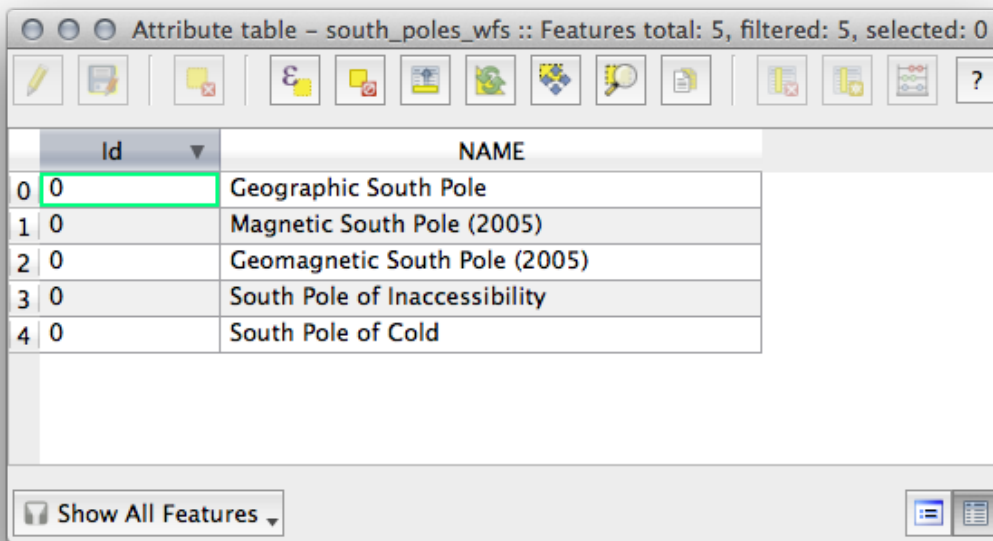 Attribute table – south_poles_wfs :: Features total: 5, filtered: 5, selected: 0
ε ?
Id NAME
0 0 Geographic South Pole
1 0 Magnetic South Pole (2005)
2 0 Geomagnetic South Pole (2005)
3 0 South Pole of Inaccessibility
4 0 South Pole of Cold
Show All Features